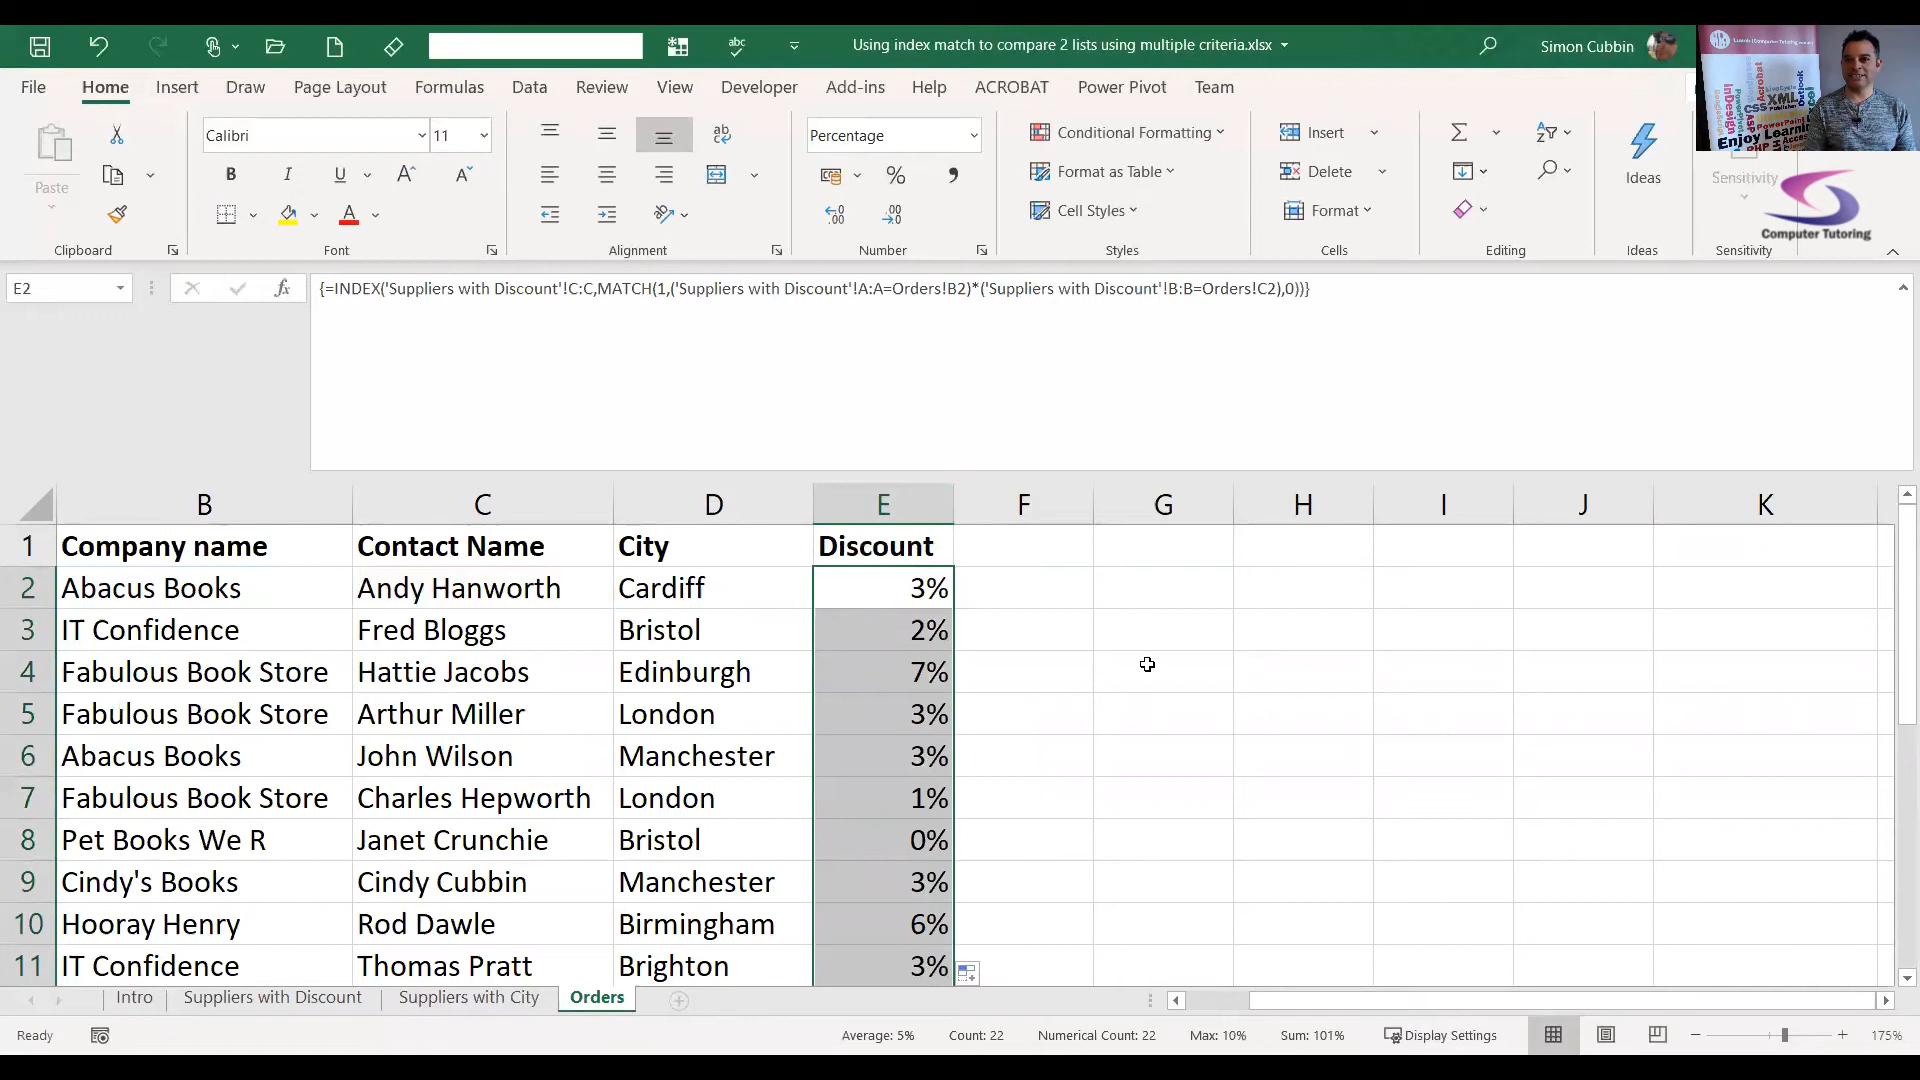 Using index match to compare 2 lists using multiple criteria.xlsx
Simon Cubbin
File Home Insert Draw Page Layout Formulas Data Review View Developer Add-ins Help ACROBAT Power Pivot Team
Paste
Calibri 11
Percentage
Conditional Formatting
Format as Table
Cell Styles
Insert
Delete
Format
Ideas
Sensitivity
Computer Tutoring
Clipboard Font Alignment Number Styles Cells Editing Ideas Sensitivity
E2 fx {=INDEX('Suppliers with Discount'!C:C,MATCH(1,('Suppliers with Discount'!A:A=Orders!B2)*('Suppliers with Discount'!B:B=Orders!C2),0))}
B C D E F G H I J K
1 Company name Contact Name City Discount
2 Abacus Books Andy Hanworth Cardiff 3%
3 IT Confidence Fred Bloggs Bristol 2%
4 Fabulous Book Store Hattie Jacobs Edinburgh 7%
5 Fabulous Book Store Arthur Miller London 3%
6 Abacus Books John Wilson Manchester 3%
7 Fabulous Book Store Charles Hepworth London 1%
8 Pet Books We R Janet Crunchie Bristol 0%
9 Cindy's Books Cindy Cubbin Manchester 3%
10 Hooray Henry Rod Dawle Birmingham 6%
11 IT Confidence Thomas Pratt Brighton 3%
Intro Suppliers with Discount Suppliers with City Orders
Ready Average: 5% Count: 22 Numerical Count: 22 Max: 10% Sum: 101% Display Settings 175%